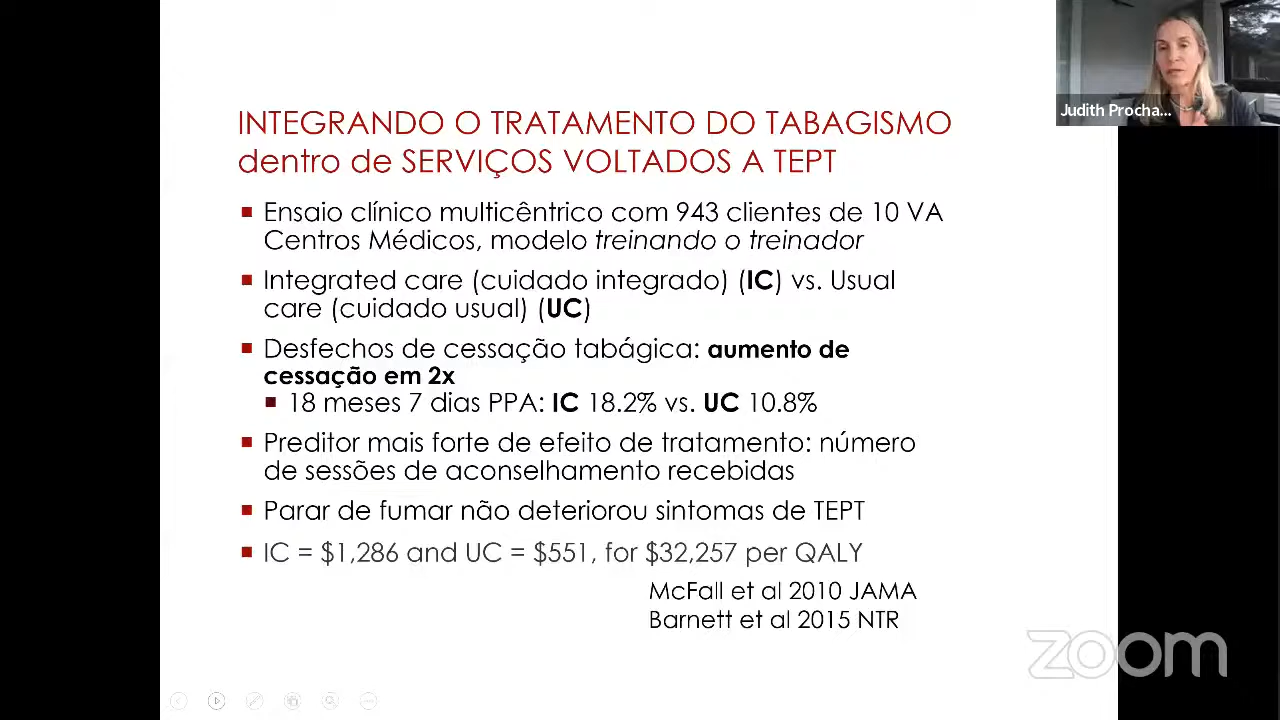 Judith Procha...
INTEGRANDO O TRATAMENTO DO TABAGISMO
dentro de SERVIÇOS VOLTADOS A TEPT
Ensaio clínico multicêntrico com 943 clientes de 10 VA
Centros Médicos, modelo treinando o treinador
Integrated care (cuidado integrado) (IC) vs. Usual
care (cuidado usual) (UC)
Desfechos de cessação tabágica: aumento de
cessação em 2x
18 meses 7 dias PPA: IC 18.2% vs. UC 10.8%
Preditor mais forte de efeito de tratamento: número
de sessões de aconselhamento recebidas
Parar de fumar não deteriorou sintomas de TEPT
IC = $1,286 and UC = $551, for $32,257 per QALY
McFall et al 2010 JAMA
Barnett et al 2015 NTR
zoom